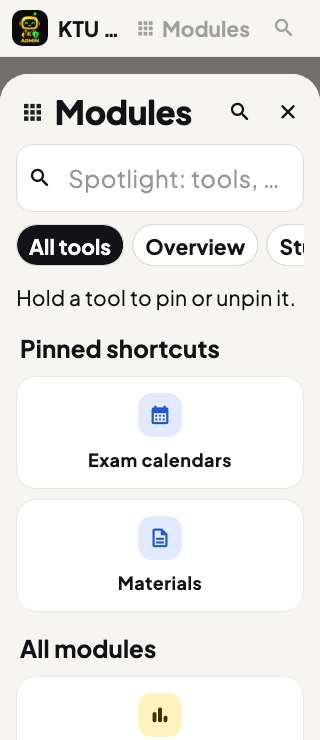 KTU ...
Modules
Modules
Spotlight: tools, ...
All tools
Overview
Stu
Hold a tool to pin or unpin it.
Pinned shortcuts
Exam calendars
Materials
All modules